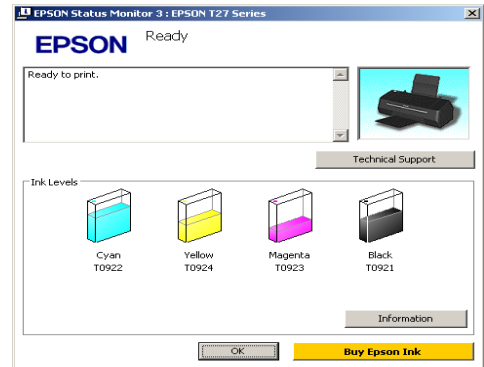 EPSON Status Monitor 3 : EPSON T27 Series
EPSON
Ready
Ready to print.
Technical Support
Ink Levels
Cyan
T0922
Yellow
T0924
Magenta
T0923
Black
T0921
Information
OK
Buy Epson Ink